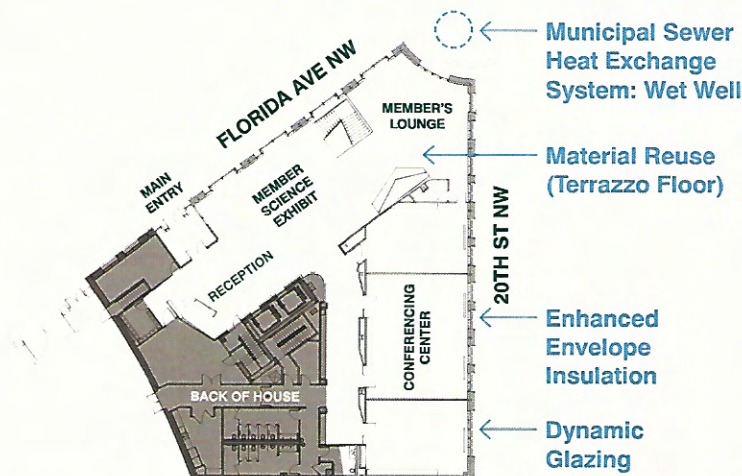 Municipal Sewer
Heat Exchange
System: Wet Well
FLORIDA AVE NW
MEMBER'S
LOUNGE
Material Reuse
(Terrazzo Floor)
MAIN
ENTRY
MEMBER
SCIENCE
EXHIBIT
20TH ST NW
RECEPTION
CONFERENCING
CENTER
Enhanced
Envelope
Insulation
BACK OF HOUSE
Dynamic
Glazing